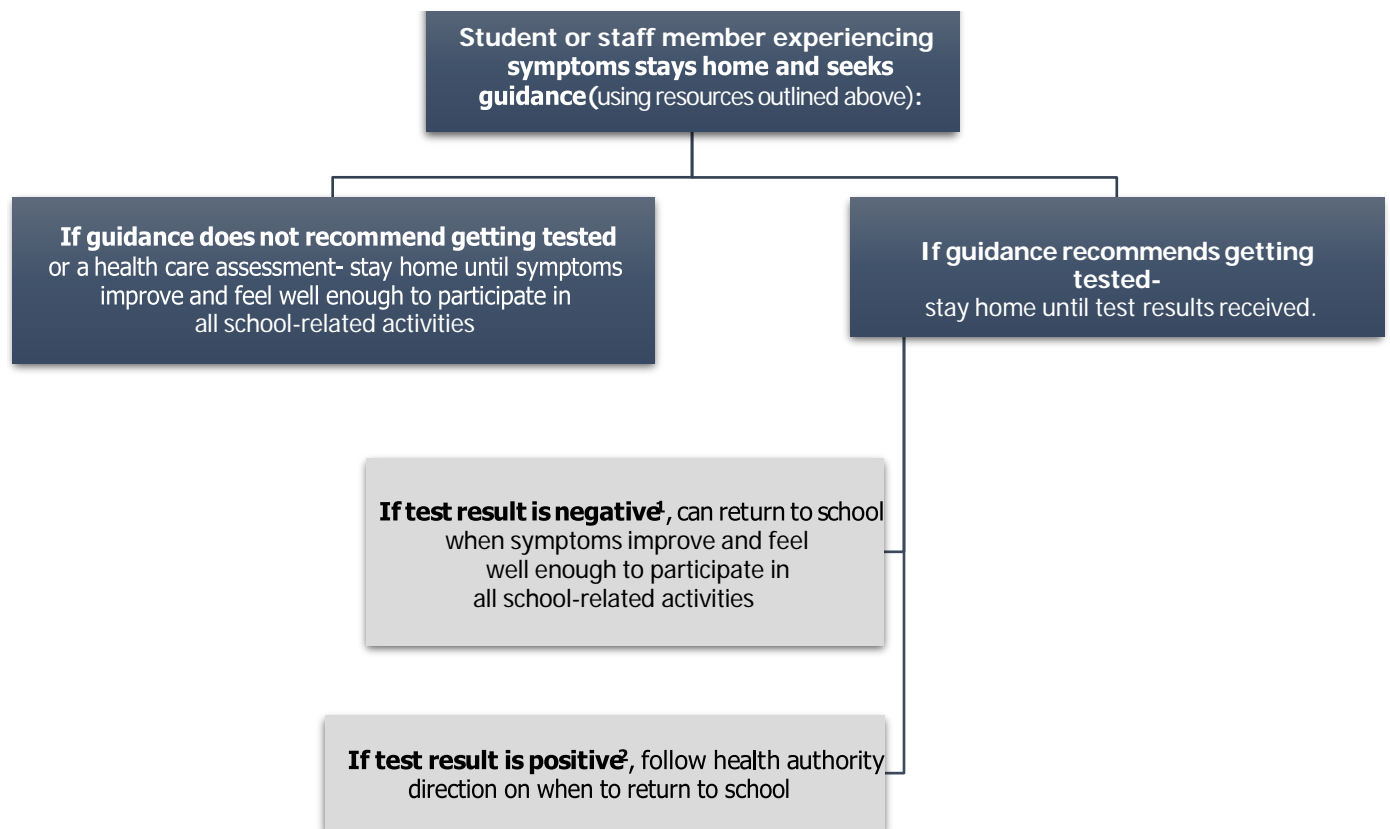 Student or staff member experiencing
symptoms stays home and seeks
guidance (using resources outlined above):
If guidance does not recommend getting tested
or a health care assessment- stay home until symptoms
improve and feel well enough to participate in
all school-related activities
If guidance recommends getting
tested-
stay home until test results received.
If test result is negative¹, can return to school
when symptoms improve and feel
well enough to participate in
all school-related activities
If test result is positive², follow health authority
direction on when to return to school